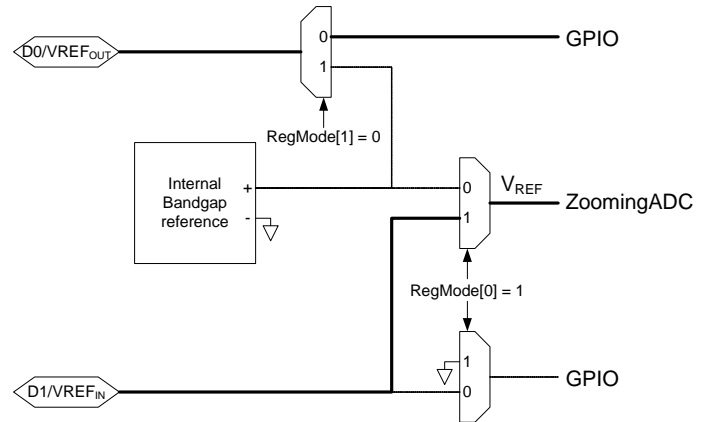 D0/VREFOUT
0
1
GPIO
RegMode[1] = 0
Internal
Bandgap
reference
+
-
0
1
VREF
ZoomingADC
RegMode[0] = 1
D1/VREFIN
1
0
GPIO